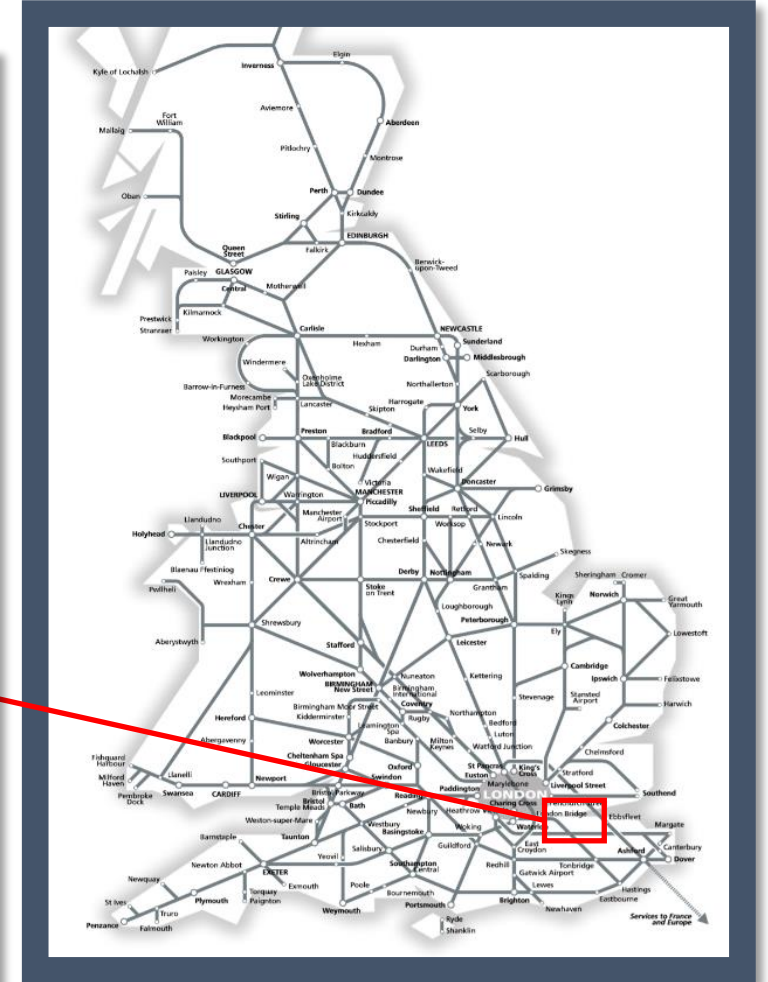 Elgin
Kyle of Lochalsh
Inverness
Aviemore
Fort
William
Aberdeen
Mallaig
Pitlochry
Montrose
Perth
Dundee
Oban
Kirkcaldy
Stirling
EDINBURGH
Queen
Street
Falkirk
Berwick-
upon-Tweed
Paisley
GLASGOW
Central
Motherwell
Kilmarnock
Prestwick
Stranraer
Carlisle
NEWCASTLE
Workington
Hexham
Sunderland
Durham
Darlington
Middlesbrough
Windermere
Scarborough
Oxenholme
Lake District
Barrow-in-Furness
Northallerton
Morecambe
Heysham Port
Lancaster
Harrogate
Skipton
York
Blackpool
Preston
Bradford
Selby
Hull
Blackburn
LEEDS
Huddersfield
Southport
Bolton
Wakefield
Wigan
Victoria
Doncaster
LIVERPOOL
Warrington
MANCHESTER
Piccadilly
Grimsby
Manchester
Airport
Sheffield
Retford
Llandudno
Chester
Stockport
Worksop
Lincoln
Holyhead
Llandudno
Junction
Altrincham
Chesterfield
Newark
Skegness
Blaenau Ffestiniog
Derby
Nottingham
Spalding
Sheringham
Cromer
Pwllheli
Wrexham
Crewe
Stoke
on Trent
Grantham
Kings
Lynn
Norwich
Great
Yarmouth
Loughborough
Peterborough
Shrewsbury
Ely
Lowestoft
Aberystwyth
Stafford
Leicester
Cambridge
Wolverhampton
Nuneaton
Kettering
Ipswich
Felixstowe
BIRMINGHAM
New Street
Birmingham
International
Leominster
Stevenage
Stansted
Airport
Harwich
Birmingham Moor Street
Coventry
Kidderminster
Rugby
Northampton
Hereford
Leamington
Spa
Bedford
Colchester
Abergavenny
Worcester
Banbury
Milton
Keynes
Luton
Watford Junction
Chelmsford
Cheltenham Spa
Gloucester
Fishguard
Harbour
Oxford
St Pancras
King's
Cross
Stratford
Milford
Haven
Llanelli
Newport
Swindon
Euston
Liverpool Street
Pembroke
Dock
Swansea
CARDIFF
Bristol Parkway
Reading
Paddington
Marylebone
LONDON
Southend
Bristol
Temple Meads
Bath
Charing Cross
Fenchurch Street
Newbury
Heathrow
London Bridge
Ebbsfleet
Weston-super-Mare
Westbury
Woking
Waterloo
Margate
Barnstaple
Taunton
Basingstoke
East
Croydon
Canterbury
Salisbury
Guildford
Ashford
Dover
Newton Abbot
Yeovil
Southampton
Central
Redhill
Tonbridge
EXETER
Gatwick Airport
Newquay
Exmouth
Poole
Lewes
Hastings
Torquay
Paignton
Bournemouth
Eastbourne
St Ives
Plymouth
Weymouth
Portsmouth
Brighton
Newhaven
Truro
Ryde
Services to France
and Europe
Penzance
Falmouth
Shanklin